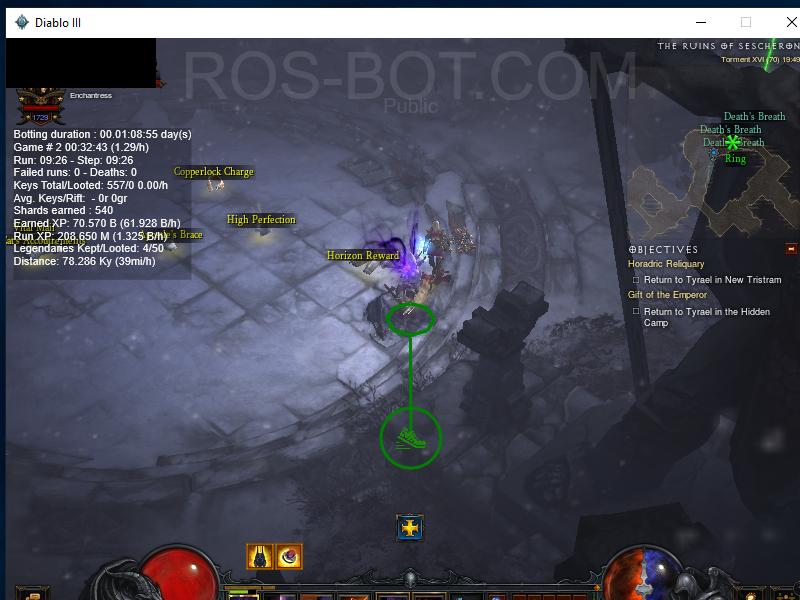 Diablo III
ROS-BOT.COM
Public
THE RUINS OF SESCHERON
Torment XVI (70) 19:49
Enchantress
1729
Botting duration : 00.01:08:55 day(s)
Game # 2 00:32:43 (1.29/h)
Run: 09:26 - Step: 09:26
Failed runs: 0 - Deaths: 0
Keys Total/Looted: 557/0 0.00/h
Avg. Keys/Rift: - 0r 0gr
Shards earned : 540
Earned XP: 70.570 B (61.928 B/h)
Run XP: 208.650 M (1.325 B/h)
Legendaries Kept/Looted: 4/50
Distance: 78.286 Ky (39mi/h)
Copperlock Charge
High Perfection
Brace
Horizon Reward
Death's Breath
Death's Breath
Death's Breath
Ring
OBJECTIVES
Horadric Reliquary
Return to Tyrael in New Tristram
Gift of the Emperor
Return to Tyrael in the Hidden
Camp